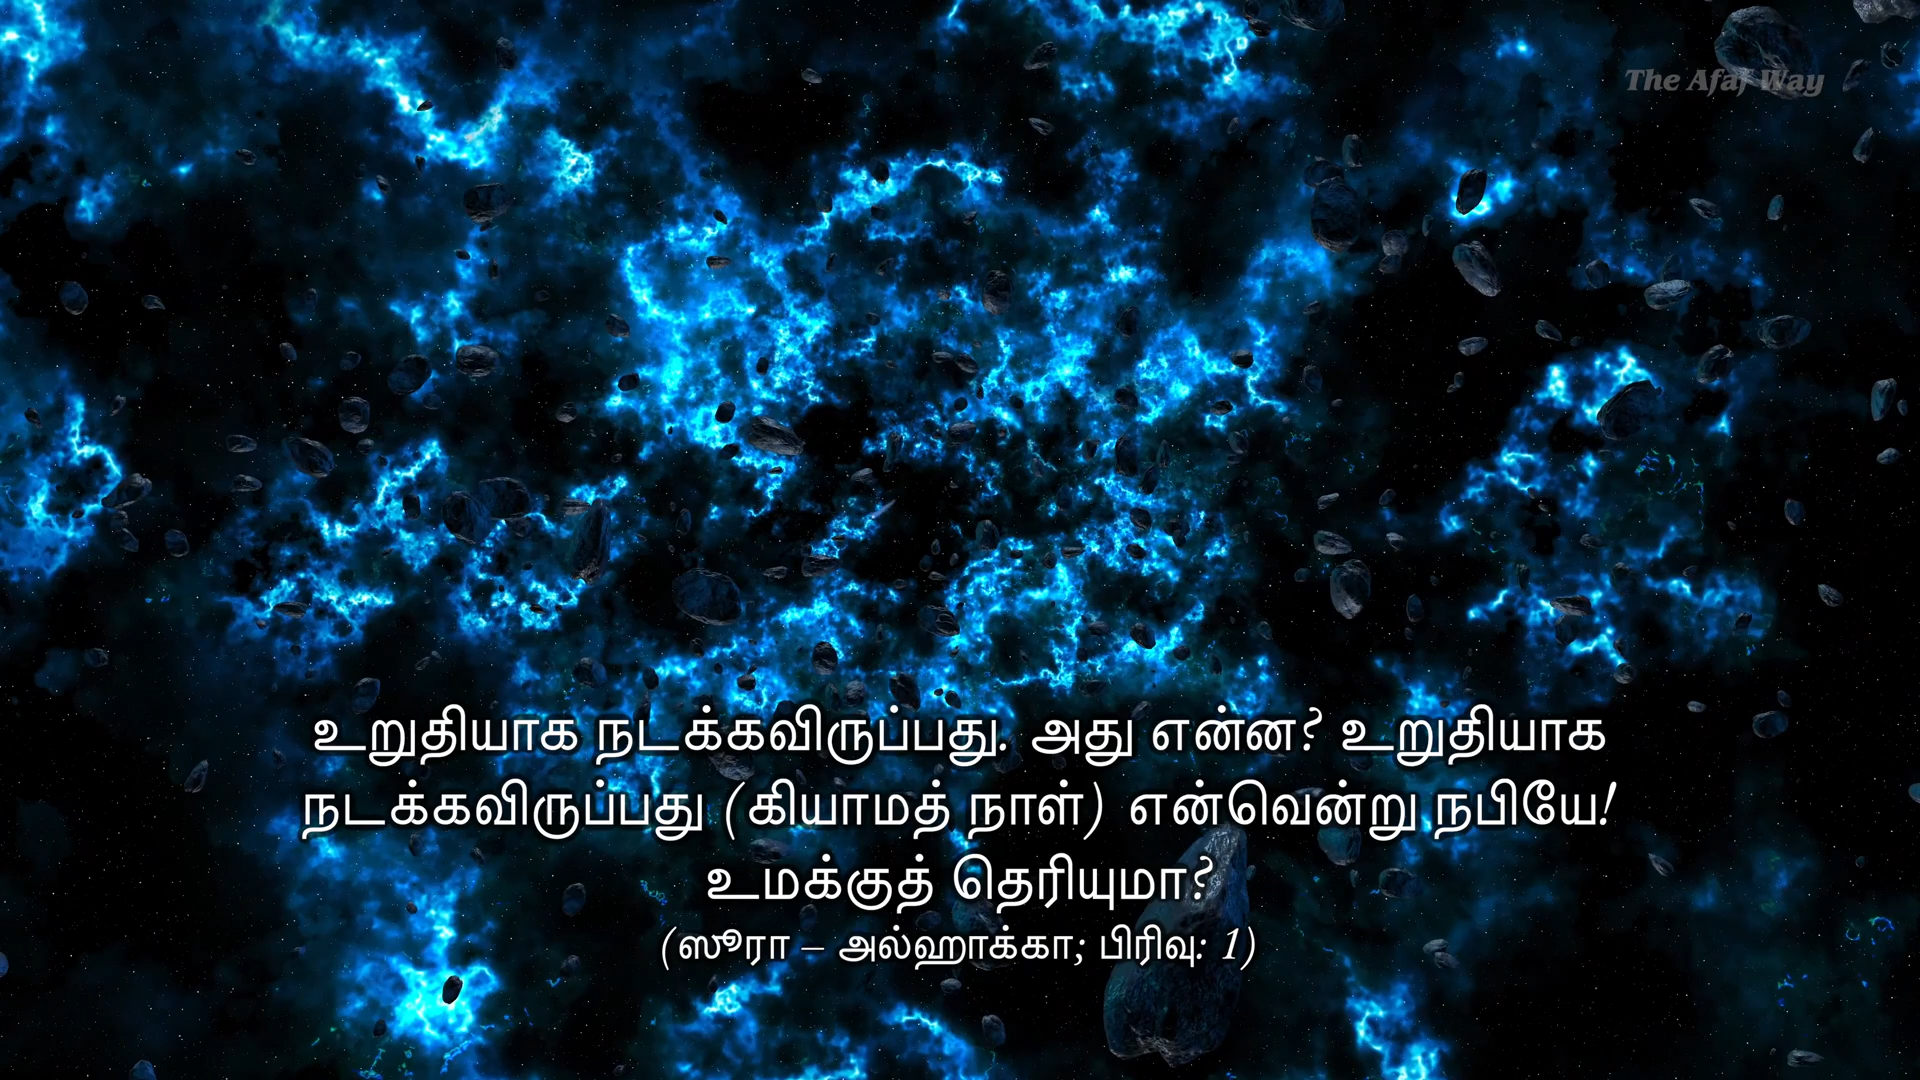 The Afaf Way
உறுதியாக நடக்கவிருப்பது. அது என்ன? உறுதியாக
நடக்கவிருப்பது (கியாமத் நாள்) என்வென்று நபியே!
உமக்குத் தெரியுமா?
(ஸூரா – அல்ஹாக்கா; பிரிவு: 1)